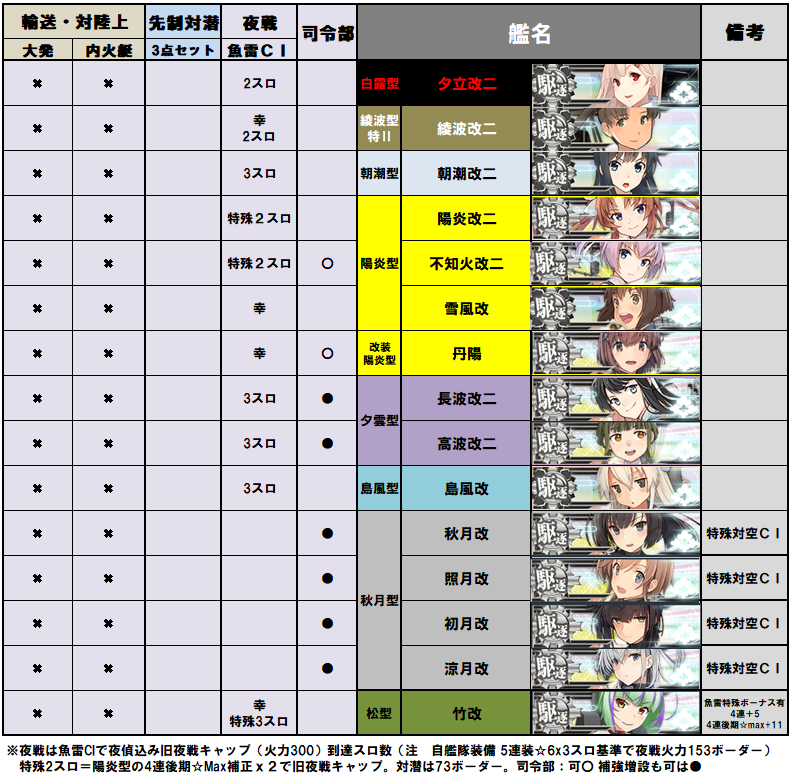 輸送・対陸上 先制対潜 夜戦 司令部 艦名 備考
大発 内火艇 3点セット 魚雷CI
✖ ✖ 2スロ 白露型 夕立改二 駆逐
✖ ✖ 幸 2スロ 綾波型 特Ⅱ 綾波改二 駆逐
✖ ✖ 3スロ 朝潮型 朝潮改二 駆逐
✖ ✖ 特殊２スロ 陽炎型 陽炎改二 駆逐
✖ ✖ 特殊２スロ ○ 不知火改二 駆逐
✖ ✖ 幸 雪風改 駆逐
✖ ✖ 幸 ○ 改装 陽炎型 丹陽 駆逐
✖ ✖ 3スロ ● 夕雲型 長波改二 駆逐
✖ ✖ 3スロ ● 高波改二 駆逐
✖ ✖ 3スロ 島風型 島風改 駆逐
✖ ✖ ● 秋月型 秋月改 駆逐 特殊対空ＣＩ
✖ ✖ ● 照月改 駆逐 特殊対空ＣＩ
✖ ✖ ● 初月改 駆逐 特殊対空ＣＩ
✖ ✖ ● 涼月改 駆逐 特殊対空ＣＩ
✖ ✖ 幸 特殊3スロ 松型 竹改 駆逐 魚雷特殊ボーナス有 4連+5 4連後期☆max+11
※夜戦は魚雷CIで夜偵込み旧夜戦キャップ（火力300）到達スロ数（注　自艦隊装備 5連装☆6x3スロ基準で夜戦火力153ボーダー）
特殊2スロ＝陽炎型の4連後期☆Max補正ｘ２で旧夜戦キャップ。対潜は73ボーダー。司令部：可○ 補強増設も可は●